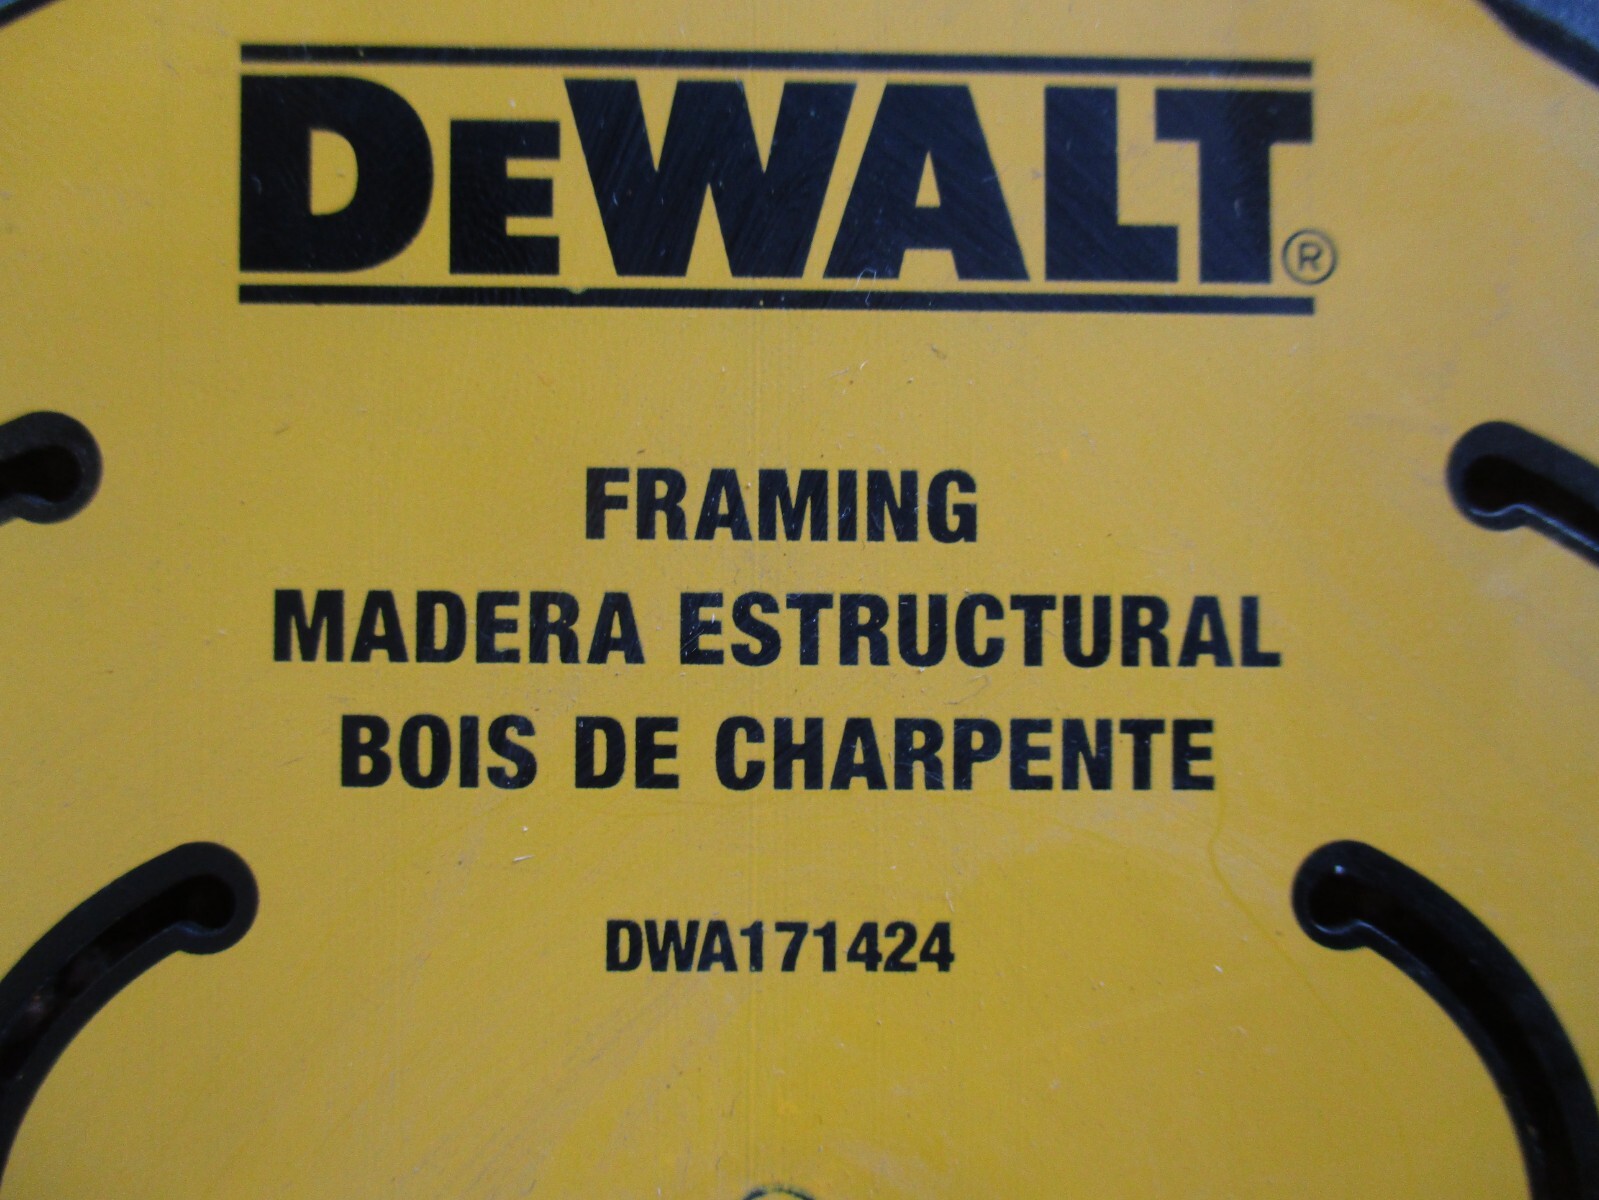 DEWALT®
FRAMING
MADERA ESTRUCTURAL
BOIS DE CHARPENTE
DWA171424